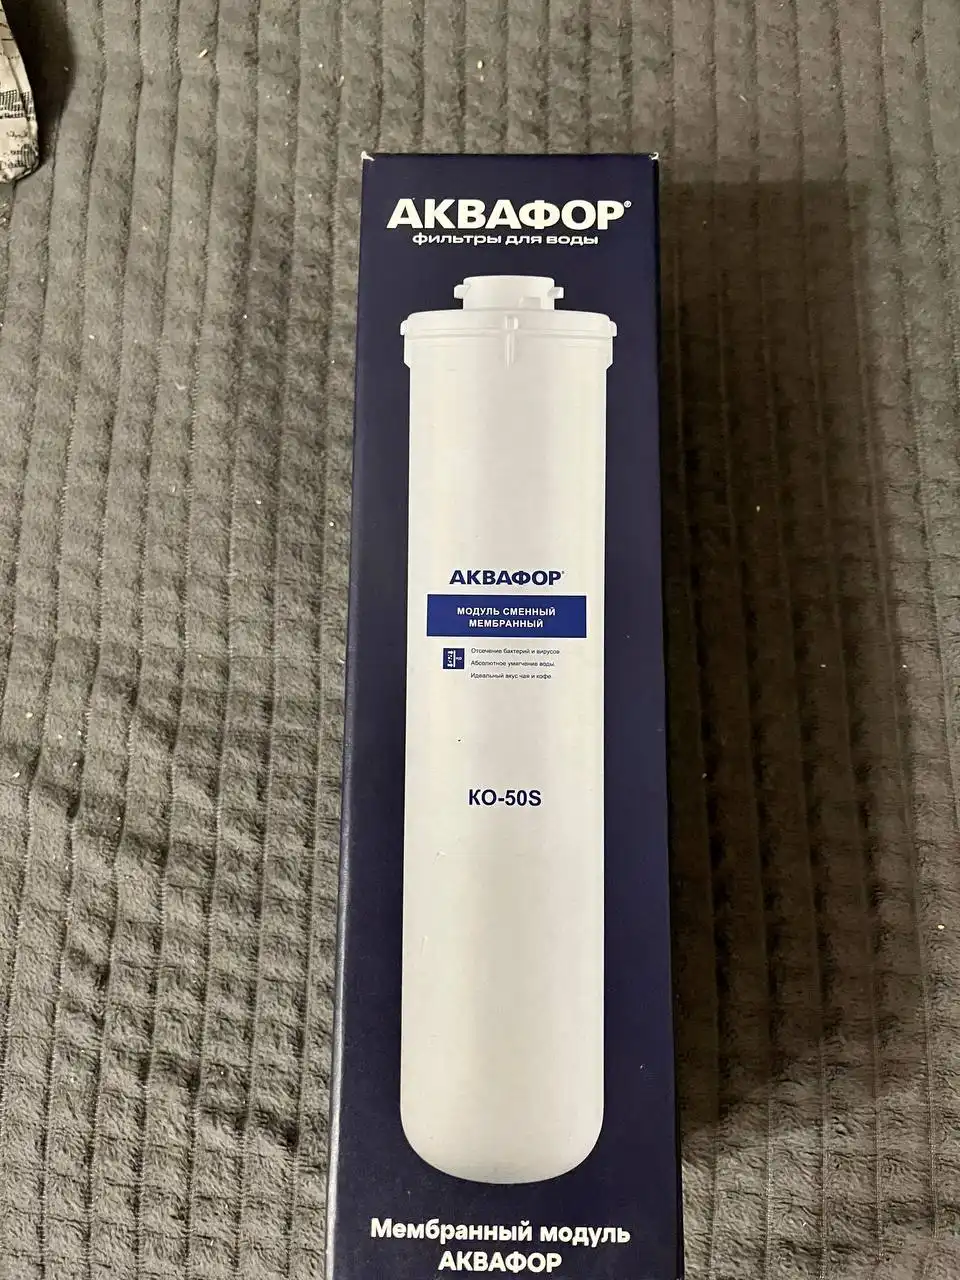 АКВАФОР®
фильтры для воды
АКВАФОР®
МОДУЛЬ СМЕННЫЙ
МЕМБРАННЫЙ
Отсечение бактерий и вирусов
Абсолютное умягчение воды.
Идеальный вкус чая и кофе.
КО-50S
Мембранный модуль
АКВАФОР